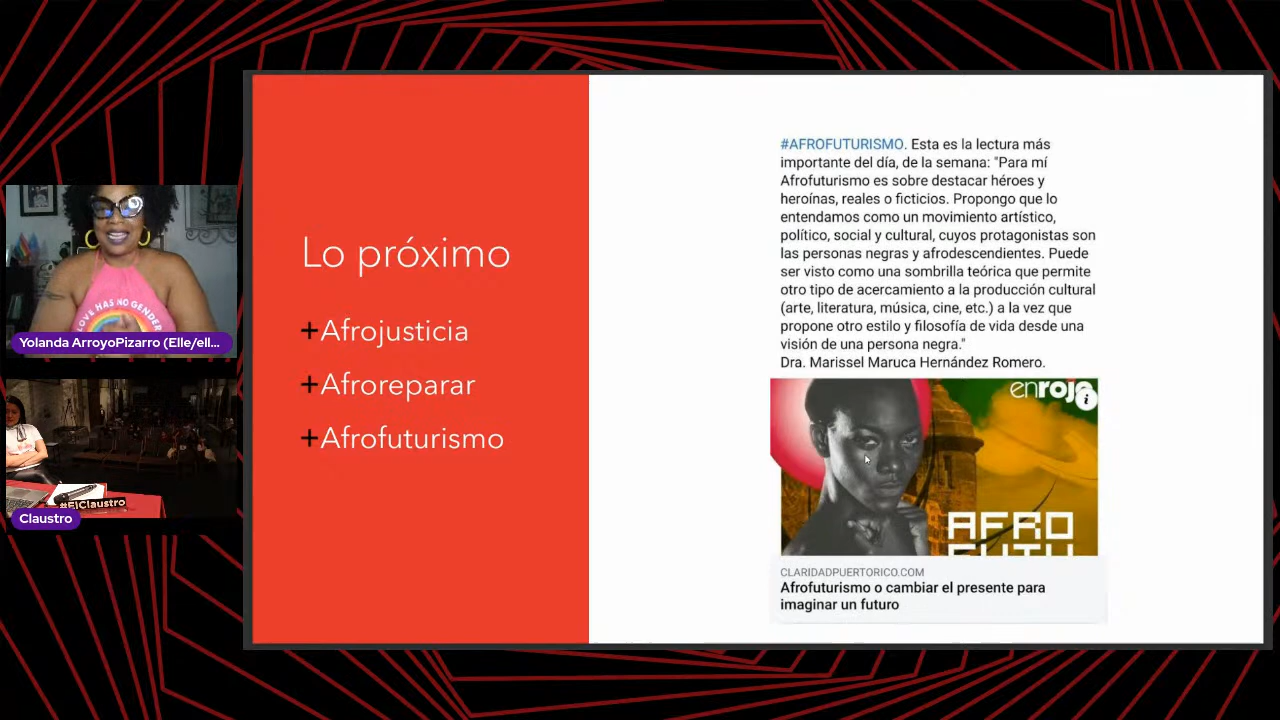 Lo próximo
+Afrojusticia
+Afroreparar
+Afrofuturismo
#AFROFUTURISMO. Esta es la lectura más
importante del día, de la semana: "Para mí
Afrofuturismo es sobre destacar héroes y
heroínas, reales o ficticios. Propongo que lo
entendamos como un movimiento artístico,
político, social y cultural, cuyos protagonistas son
las personas negras y afrodescendientes. Puede
ser visto como una sombrilla teórica que permite
otro tipo de acercamiento a la producción cultural
(arte, literatura, música, cine, etc.) a la vez que
propone otro estilo y filosofía de vida desde una
visión de una persona negra."
Dra. Marissel Maruca Hernández Romero.
enrojo
i
AFRO
FUTU
CLARIDADPUERTORICO.COM
Afrofuturismo o cambiar el presente para
imaginar un futuro
LOVE HAS NO GENDER
Yolanda ArroyoPizarro (Elle/ell...
#ElClaustro
Claustro